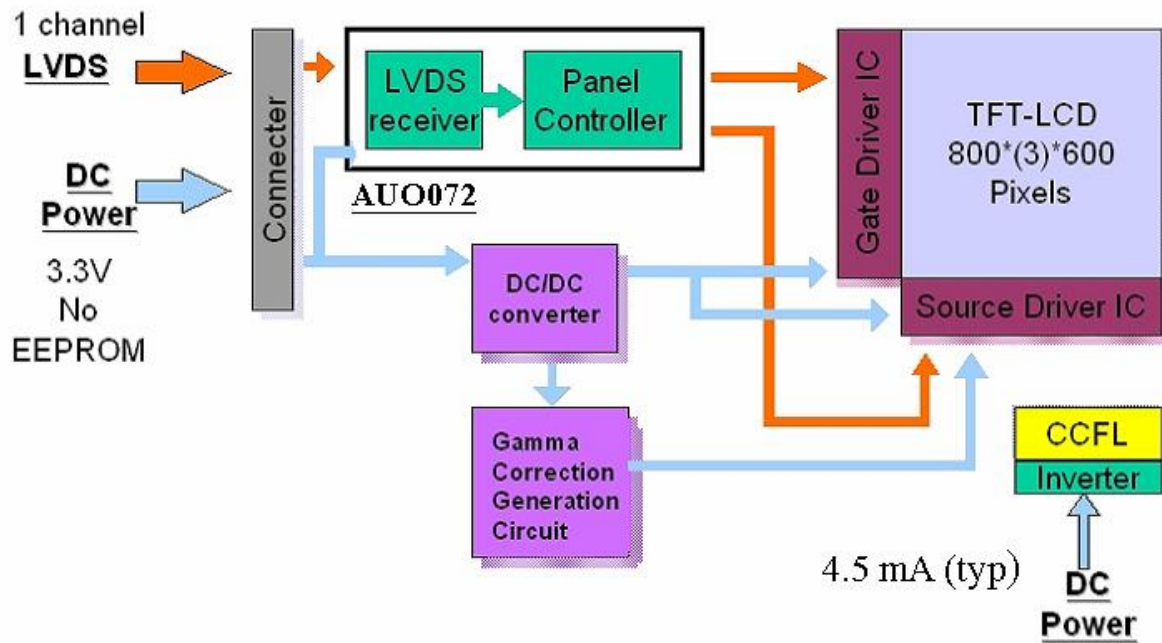 1 channel
LVDS
DC
Power
3.3V
No
EEPROM
Connecter
LVDS
receiver
Panel
Controller
AUO072
DC/DC
converter
Gamma
Correction
Generation
Circuit
Gate Driver IC
TFT-LCD
800*(3)*600
Pixels
Source Driver IC
CCFL
Inverter
4.5 mA (typ)
DC
Power